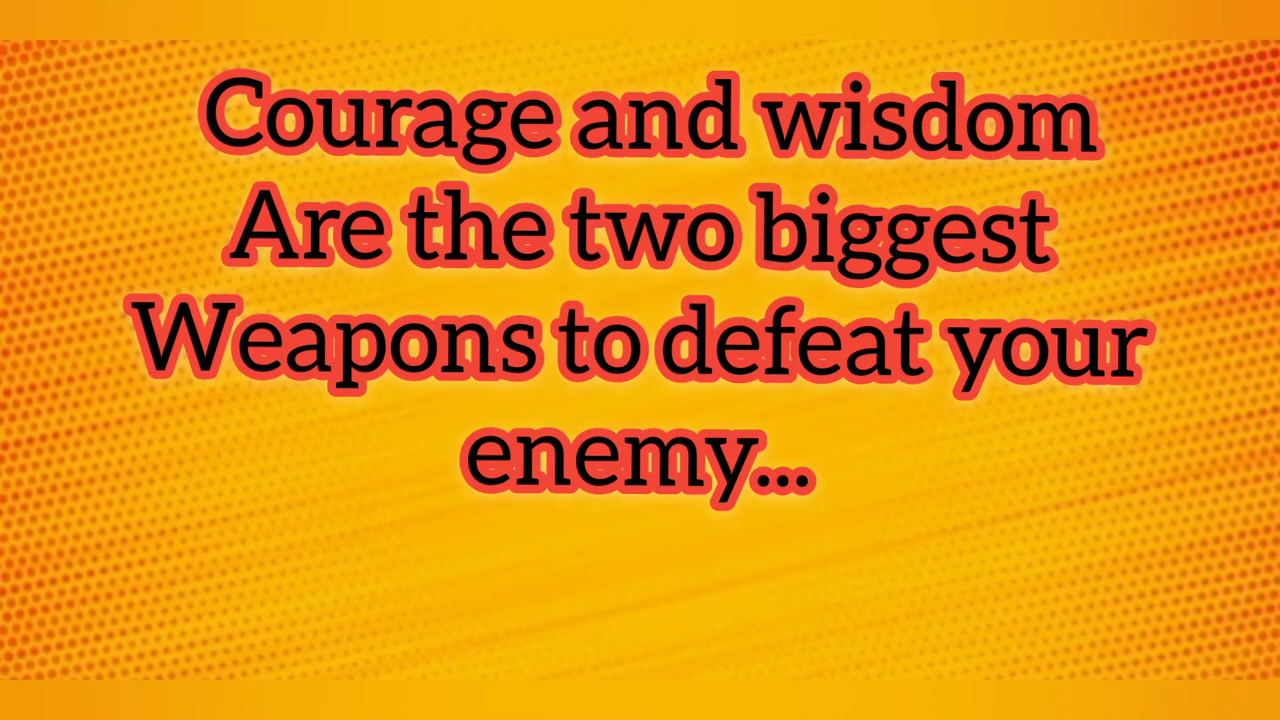 Courage and wisdom
Are the two biggest
Weapons to defeat your
enemy...